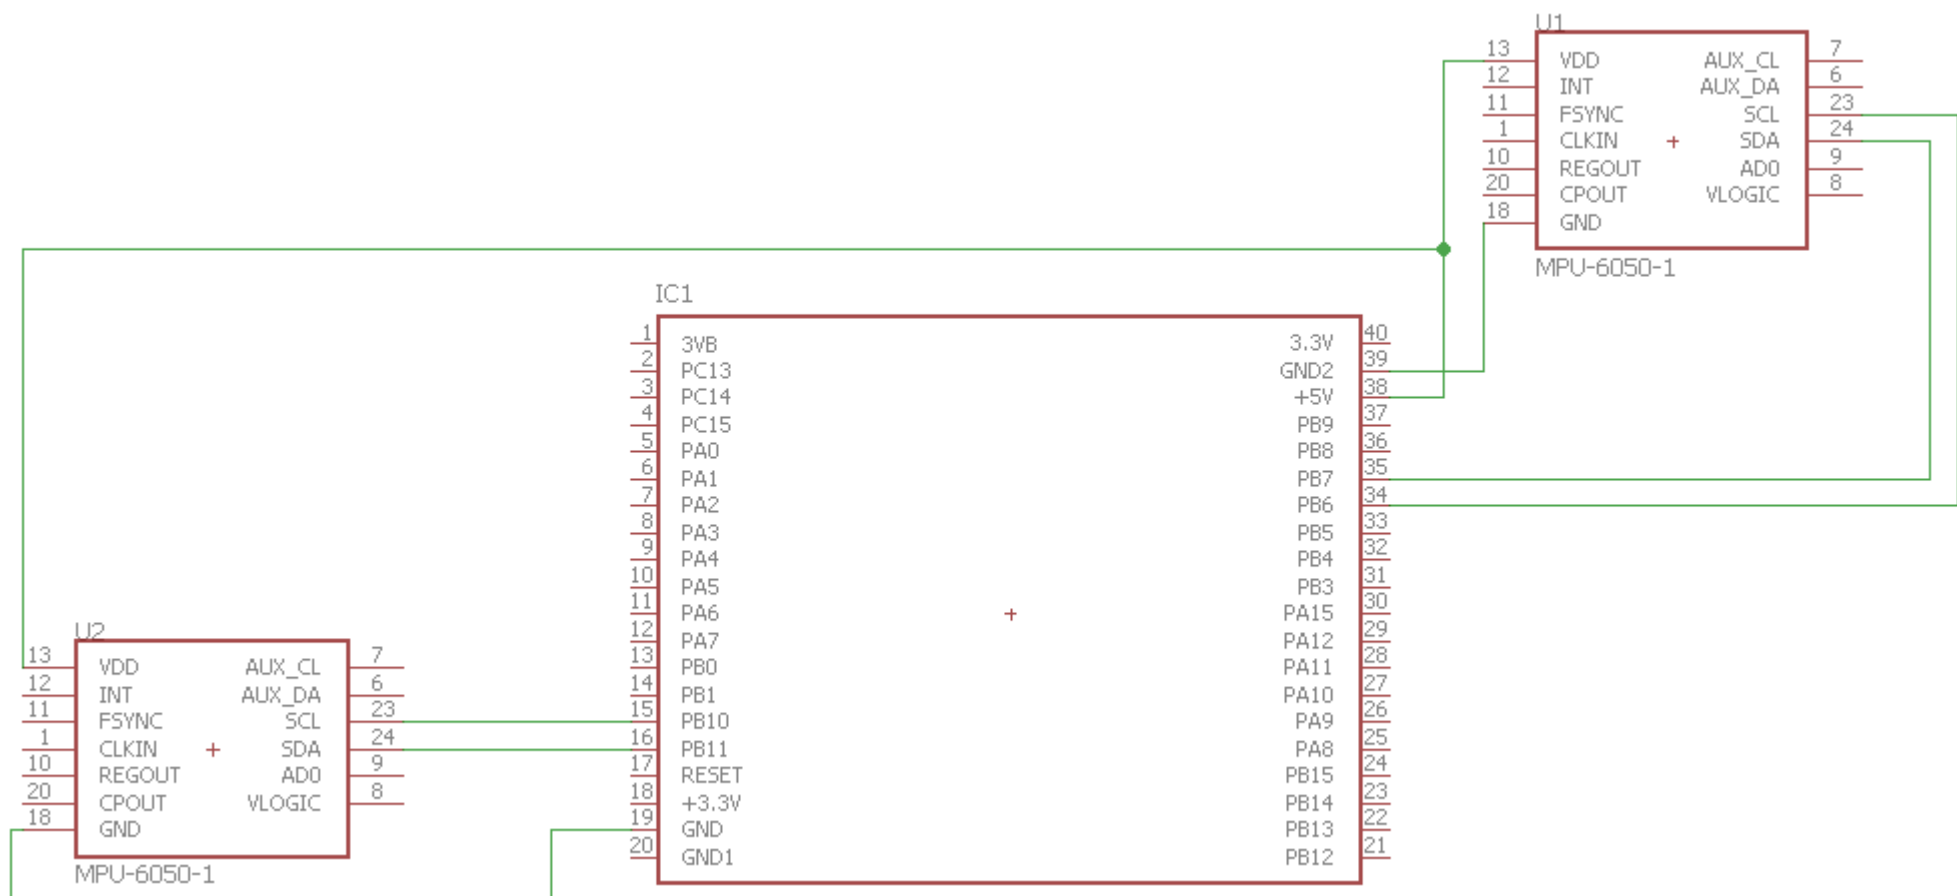 U1
13 VDD AUX_CL 7
12 INT AUX_DA 6
11 FSYNC SCL 23
1 CLKIN SDA 24
10 REGOUT AD0 9
20 CPOUT VLOGIC 8
18 GND
MPU-6050-1
IC1
1 3VB 3.3V 40
2 PC13 GND2 39
3 PC14 +5V 38
4 PC15 PB9 37
5 PA0 PB8 36
6 PA1 PB7 35
7 PA2 PB6 34
8 PA3 PB5 33
9 PA4 PB4 32
10 PA5 PB3 31
11 PA6 PA15 30
12 PA7 PA12 29
13 PB0 PA11 28
14 PB1 PA10 27
15 PB10 PA9 26
16 PB11 PA8 25
17 RESET PB15 24
18 +3.3V PB14 23
19 GND PB13 22
20 GND1 PB12 21
U2
13 VDD AUX_CL 7
12 INT AUX_DA 6
11 FSYNC SCL 23
1 CLKIN SDA 24
10 REGOUT AD0 9
20 CPOUT VLOGIC 8
18 GND
MPU-6050-1